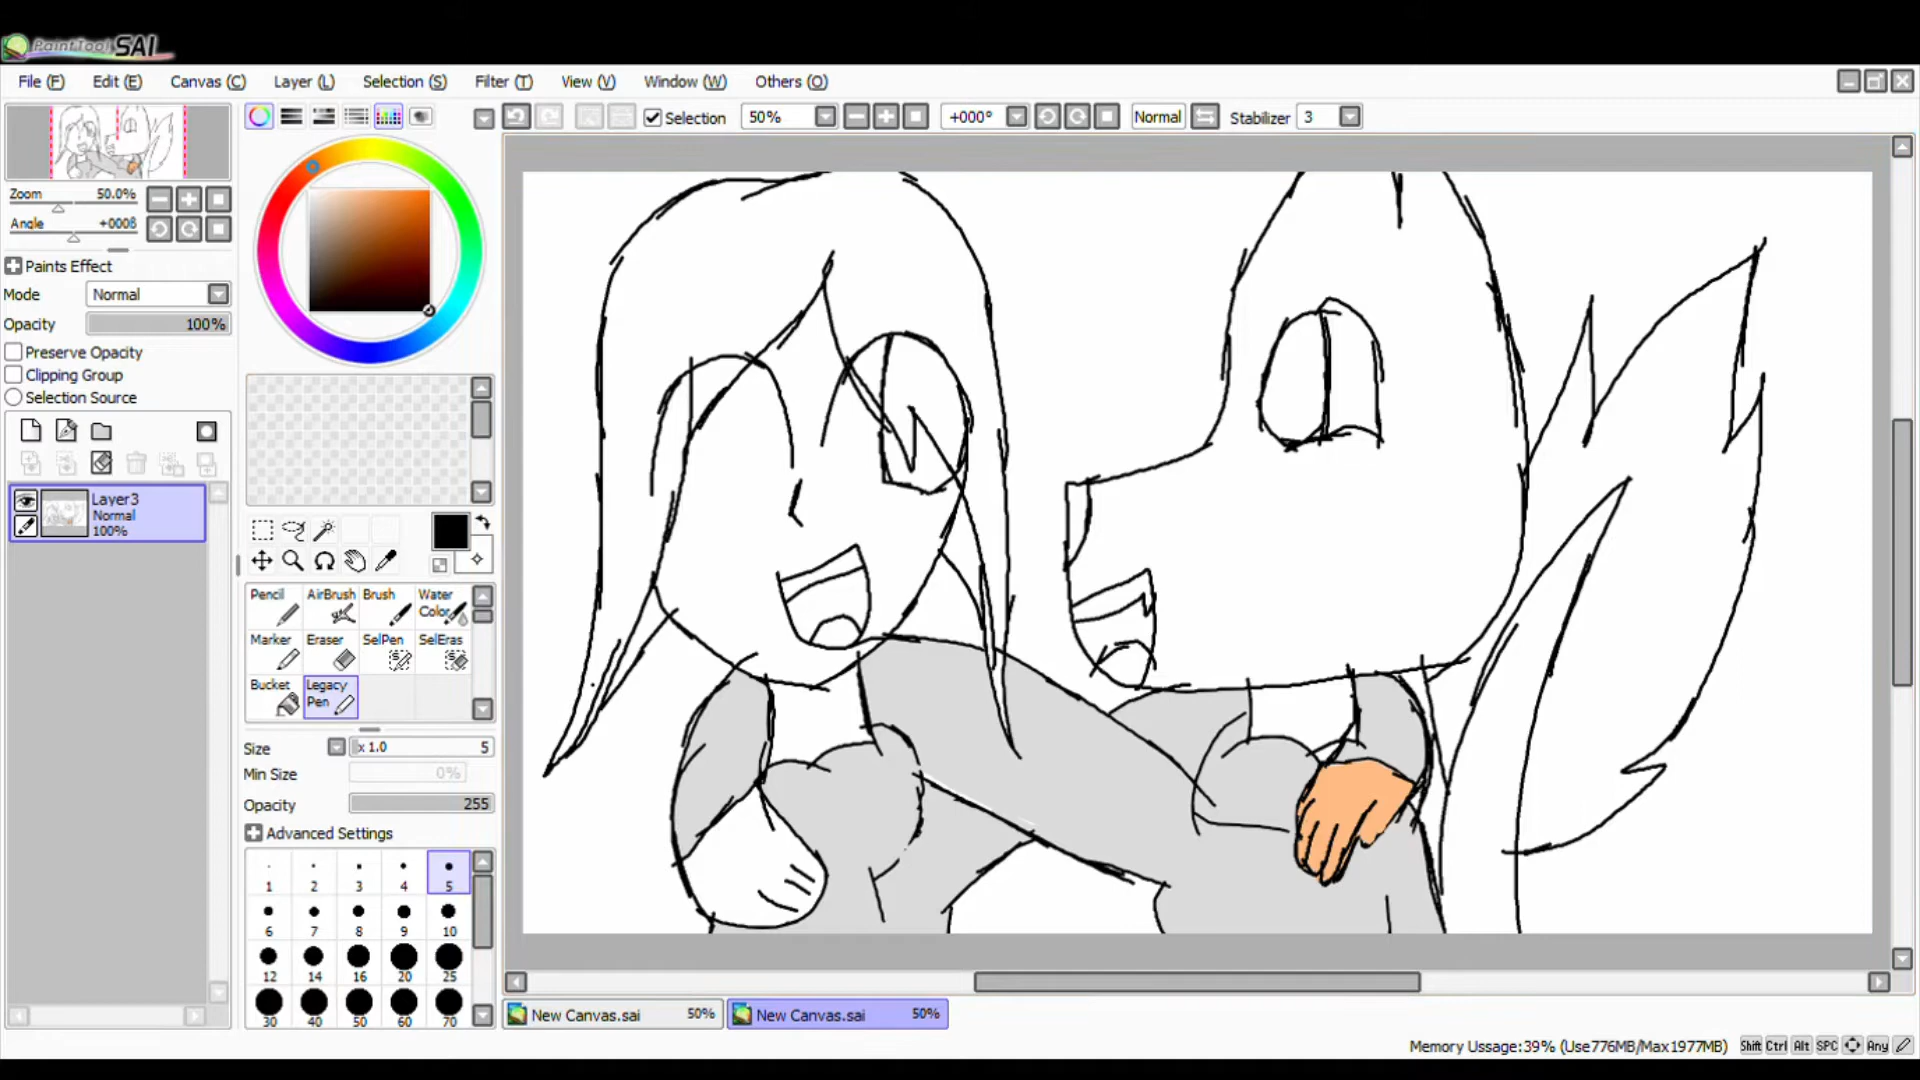 PaintTool SAI
File (F) Edit (E) Canvas (C) Layer (L) Selection (S) Filter (T) View (V) Window (W) Others (O)
Selection 50% +000° Normal Stabilizer 3
Zoom 50.0%
Angle +000ß
Paints Effect
Mode Normal
Opacity 100%
Preserve Opacity
Clipping Group
Selection Source
Layer3
Normal
100%
Pencil AirBrush Brush Water Color
Marker Eraser SelPen SelEras
Bucket Legacy Pen
Size x 1.0 5
Min Size 0%
Opacity 255
Advanced Settings
1 2 3 4 5
6 7 8 9 10
12 14 16 20 25
30 40 50 60 70
New Canvas.sai 50% New Canvas.sai 50%
Memory Ussage:39% (Use776MB/Max1977MB) Shift Ctrl Alt SPC Any